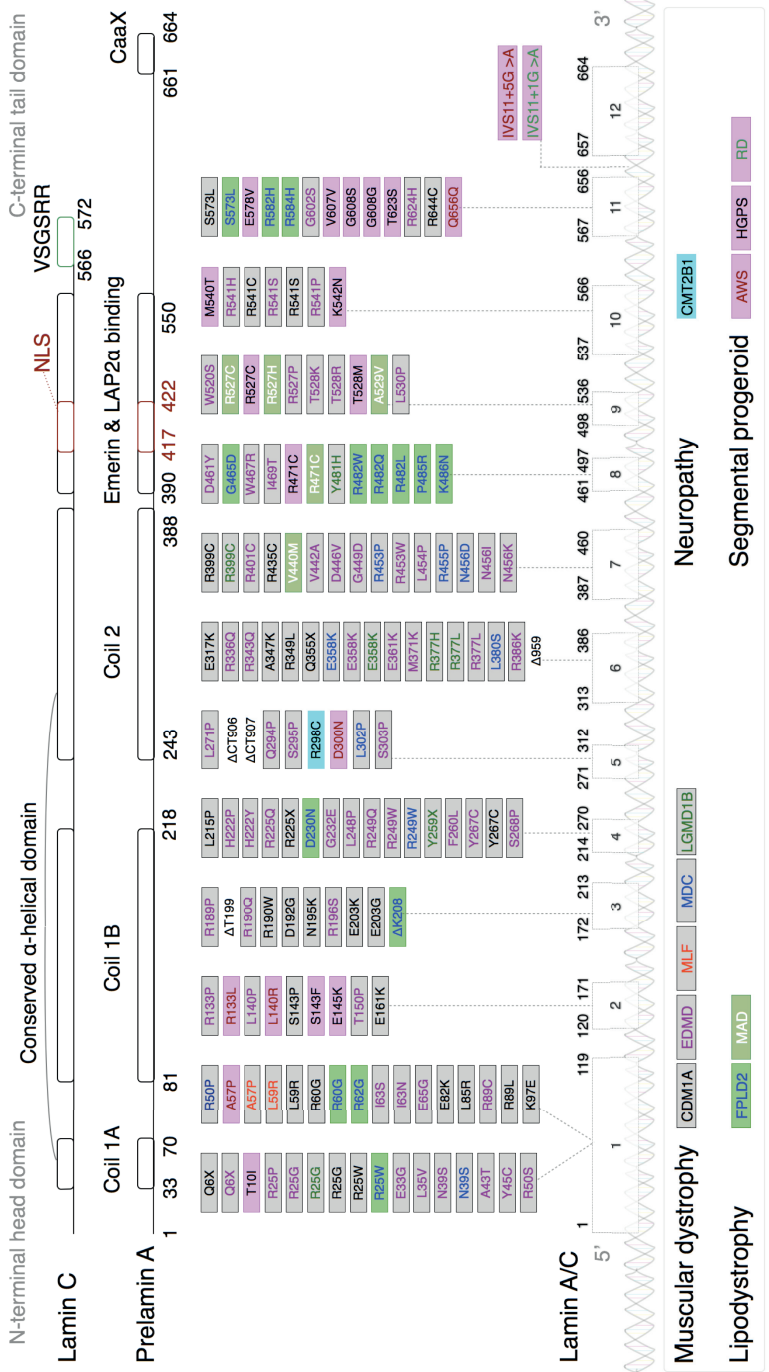 N-terminal head domain
Conserved α-helical domain
C-terminal tail domain
Lamin C
NLS
VSGSRR
566 572
Coil 1A
Coil 1B
Coil 2
Emerin & LAP2α binding
CaaX
Prelamin A
1 33 70 81 218 243 388 390 417 422 550 661 664
Q6X
Q6X
T10I
R25P
R25G
R25G
R25G
R25W
R25W
E33G
L35V
N39S
N39S
A43T
Y45C
R50S
R50P
A57P
A57P
L59R
L59R
R60G
R60G
R62G
I63S
I63N
E65G
E82K
L85R
R89C
R89L
K97E
R133P
R133L
L140P
L140R
S143P
S143F
E145K
T150P
E161K
R189P
ΔT199
R190Q
R190W
D192G
N195K
R196S
E203K
E203G
ΔK208
L215P
H222P
H222Y
R225Q
R225X
D230N
G232E
L248P
R249Q
R249W
R249W
Y259X
F260L
Y267C
Y267C
S268P
L271P
ΔCT906
ΔCT907
Q294P
S295P
R298C
D300N
L302P
S303P
E317K
R336Q
R343Q
A347K
R349L
Q355X
E358K
E358K
E358K
E361K
M371K
R377H
R377L
R377L
L380S
R386K
Δ959
R399C
R399C
R401C
R435C
V440M
V442A
D446V
G449D
R453P
R453W
L454P
R455P
N456D
N456I
N456K
D461Y
G465D
W467R
I469T
R471C
R471C
Y481H
R482W
R482Q
R482L
P485R
K486N
W520S
R527C
R527C
R527H
R527P
T528K
T528R
T528M
A529V
L530P
M540T
R541H
R541C
R541S
R541S
R541P
K542N
S573L
S573L
E578V
R582H
R584H
G602S
V607V
G608S
G608G
T623S
R624H
R644C
Q656Q
IVS11+5G >A
IVS11+1G >A
Lamin A/C
1 119 120 171 172 213 214 270 271 312 313 386 387 460 461 497 498 536 537 566 567 656 657 664
5' 1 2 3 4 5 6 7 8 9 10 11 12 3'
Muscular dystrophy
CDM1A EDMD MLF MDC LGMD1B
Neuropathy
CMT2B1
Lipodystrophy
FPLD2 MAD
Segmental progeroid
AWS HGPS RD